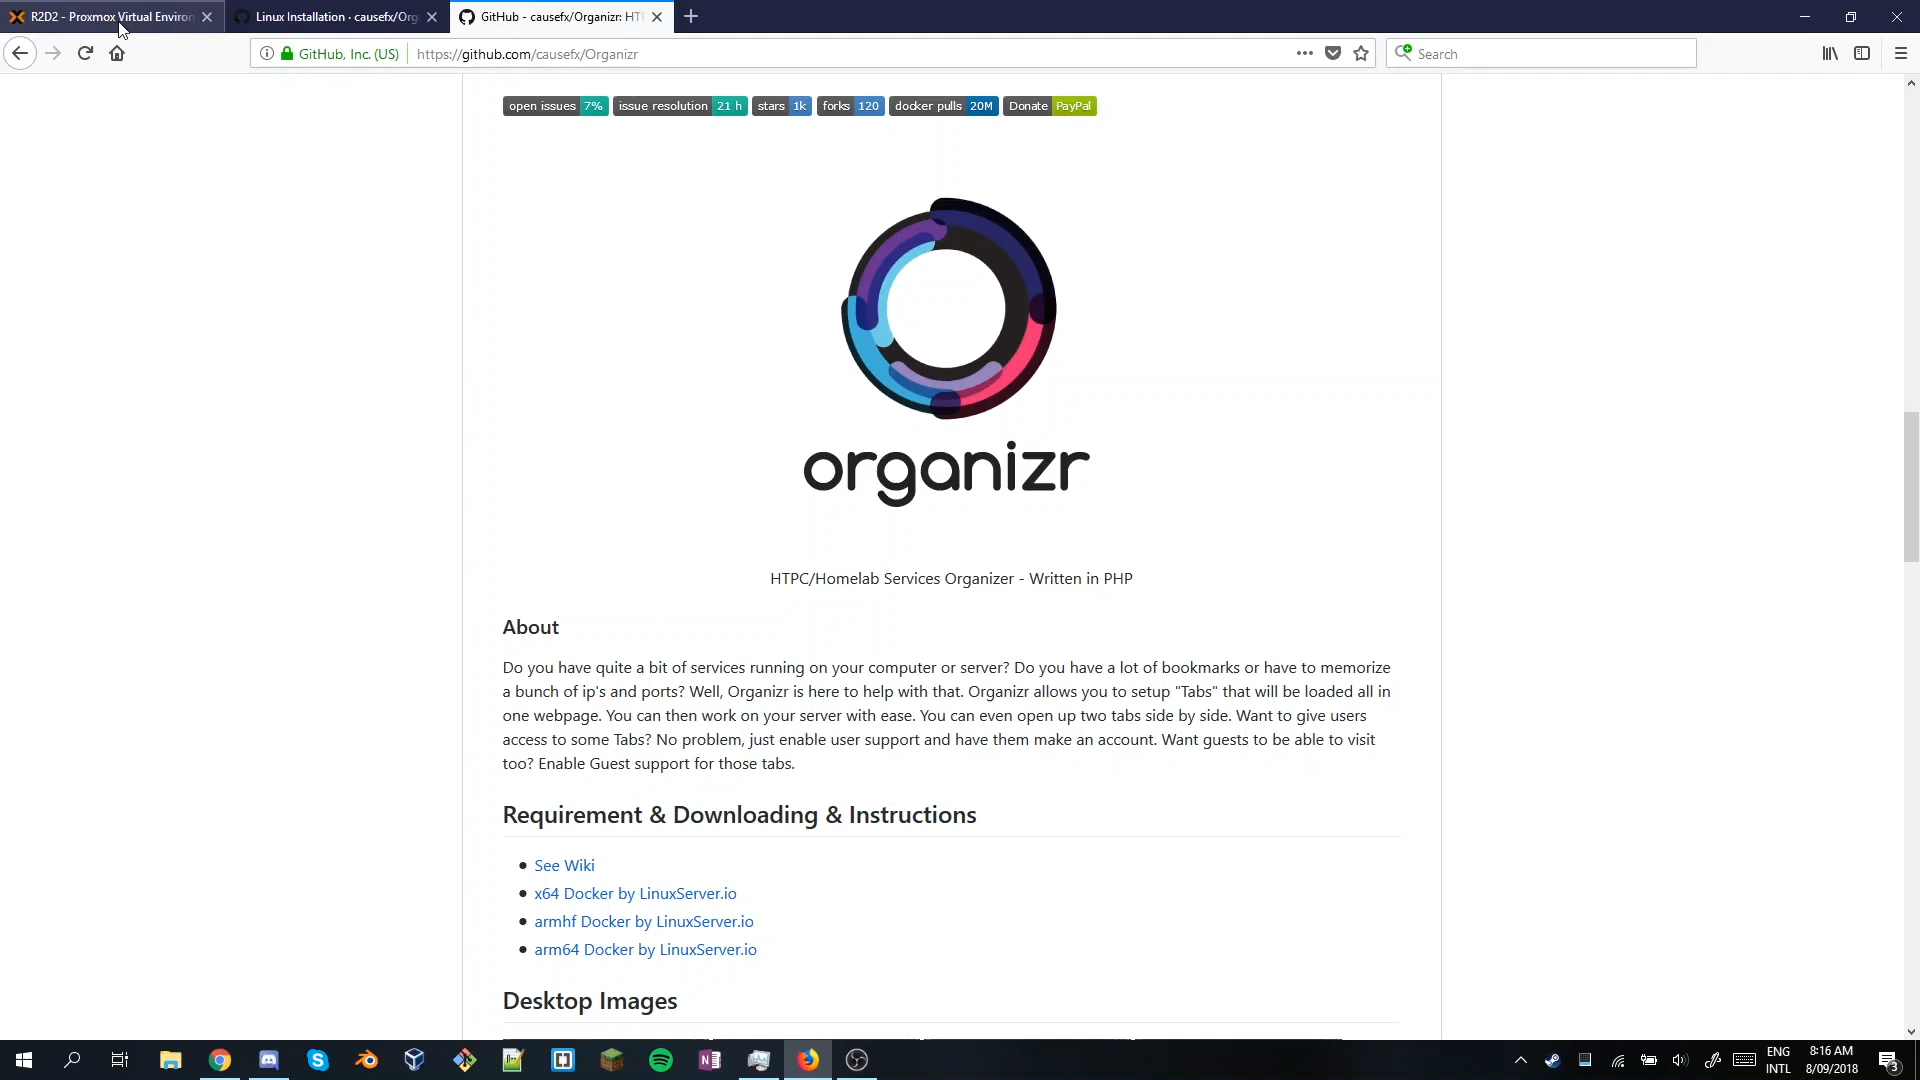 R2D2 - Proxmox Virtual Environ
Linux Installation · causefx/Org
GitHub - causefx/Organizr: HT
GitHub, Inc. (US)
https://github.com/causefx/Organizr
Search
open issues 7%
issue resolution 21 h
stars 1k
forks 120
docker pulls 20M
Donate PayPal
organizr
HTPC/Homelab Services Organizer - Written in PHP
About
Do you have quite a bit of services running on your computer or server? Do you have a lot of bookmarks or have to memorize
a bunch of ip's and ports? Well, Organizr is here to help with that. Organizr allows you to setup "Tabs" that will be loaded all in
one webpage. You can then work on your server with ease. You can even open up two tabs side by side. Want to give users
access to some Tabs? No problem, just enable user support and have them make an account. Want guests to be able to visit
too? Enable Guest support for those tabs.
Requirement & Downloading & Instructions
See Wiki
x64 Docker by LinuxServer.io
armhf Docker by LinuxServer.io
arm64 Docker by LinuxServer.io
Desktop Images
ENG
INTL
8:16 AM
8/09/2018
3